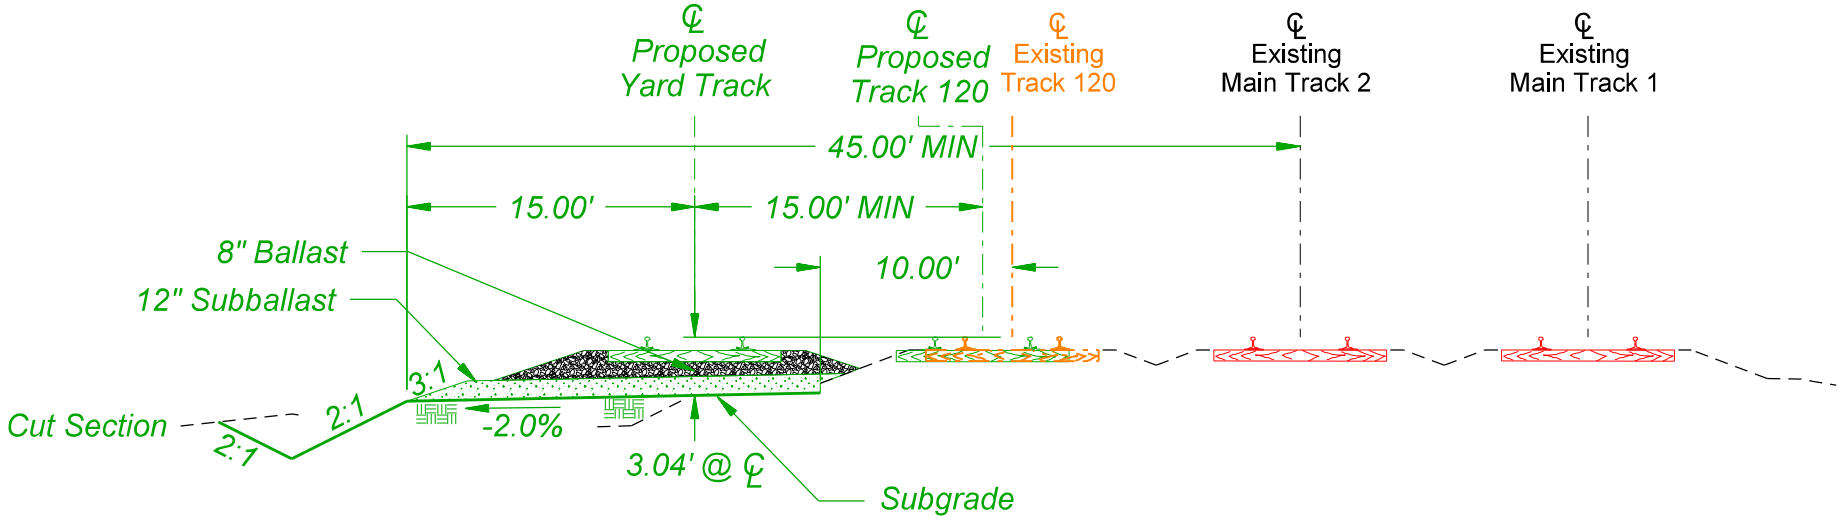 ℄
Proposed
Yard Track
℄
Proposed
Track 120
℄
Existing
Track 120
℄
Existing
Main Track 2
℄
Existing
Main Track 1
45.00' MIN
15.00'
15.00' MIN
8" Ballast
10.00'
12" Subballast
3:1
2:1
Cut Section
2:1
-2.0%
3.04' @ ℄
Subgrade